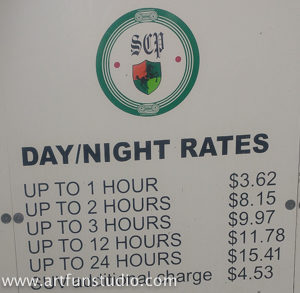 SCP
DAY/NIGHT RATES
UP TO 1 HOUR $3.62
UP TO 2 HOURS $8.15
UP TO 3 HOURS $9.97
UP TO 12 HOURS $11.78
UP TO 24 HOURS $15.41
charge $4.53
www.artfunstudio.com